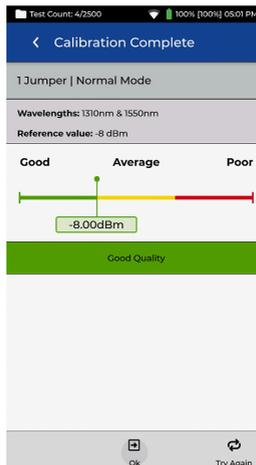 Test Count: 4/2500 100% [100%] 05:01 PM
Calibration Complete
1 Jumper | Normal Mode
Wavelengths: 1310nm & 1550nm
Reference value: -8 dBm
Good Average Poor
-8.00dBm
Good Quality
Ok Try Again